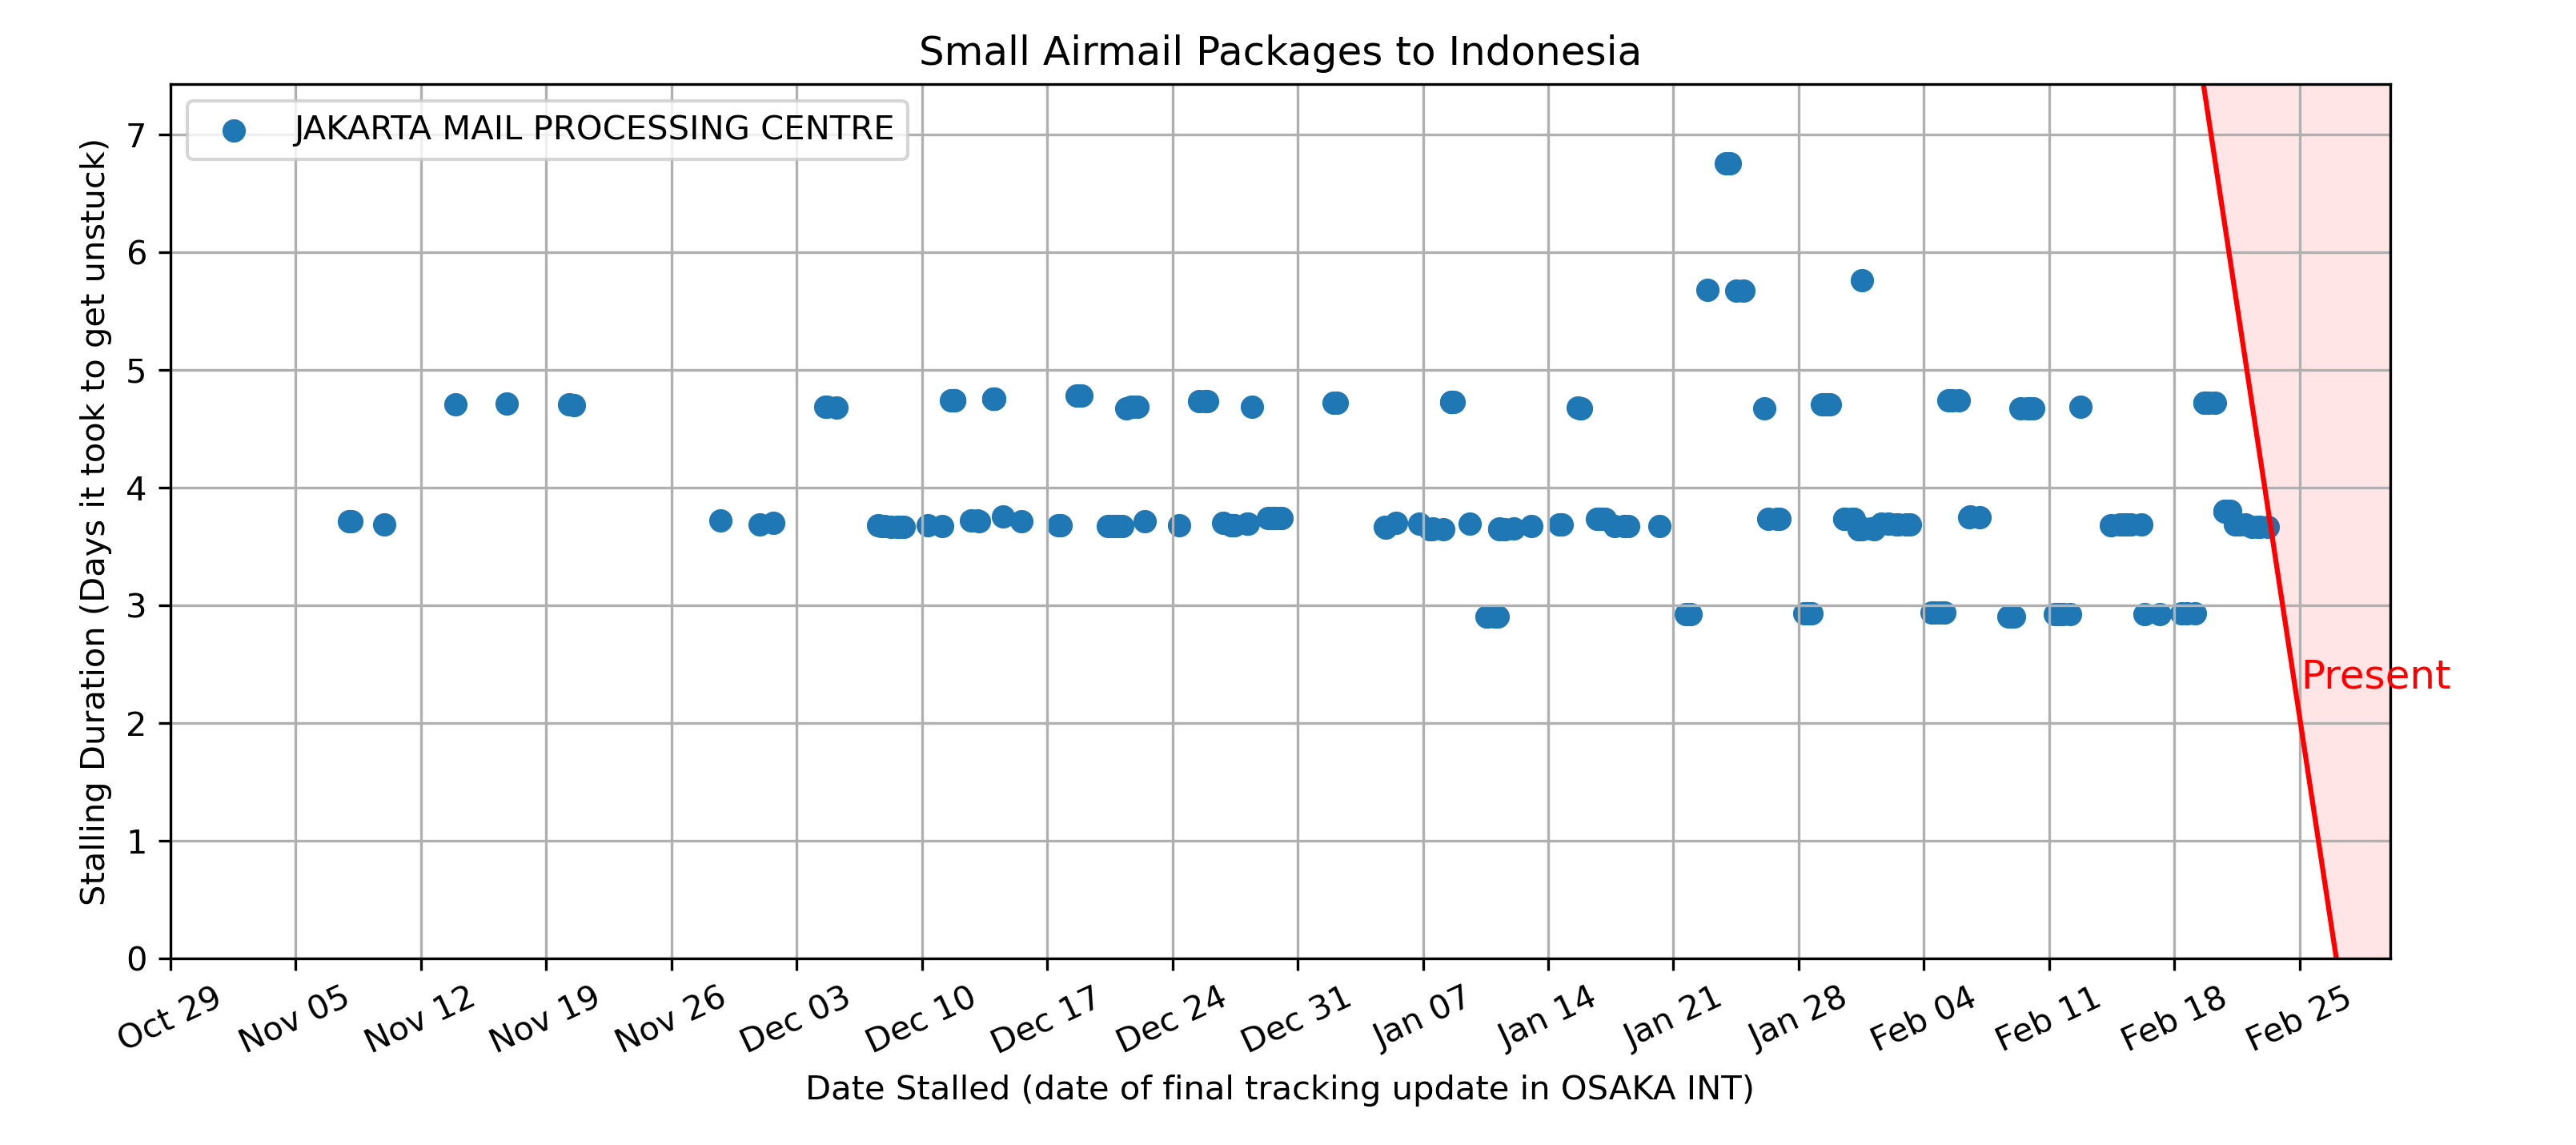 Small Airmail Packages to Indonesia
JAKARTA MAIL PROCESSING CENTRE
Stalling Duration (Days it took to get unstuck)
7
6
5
4
3
2
1
0
Present
Oct 29
Nov 05
Nov 12
Nov 19
Nov 26
Dec 03
Dec 10
Dec 17
Dec 24
Dec 31
Jan 07
Jan 14
Jan 21
Jan 28
Feb 04
Feb 11
Feb 18
Feb 25
Date Stalled (date of final tracking update in OSAKA INT)